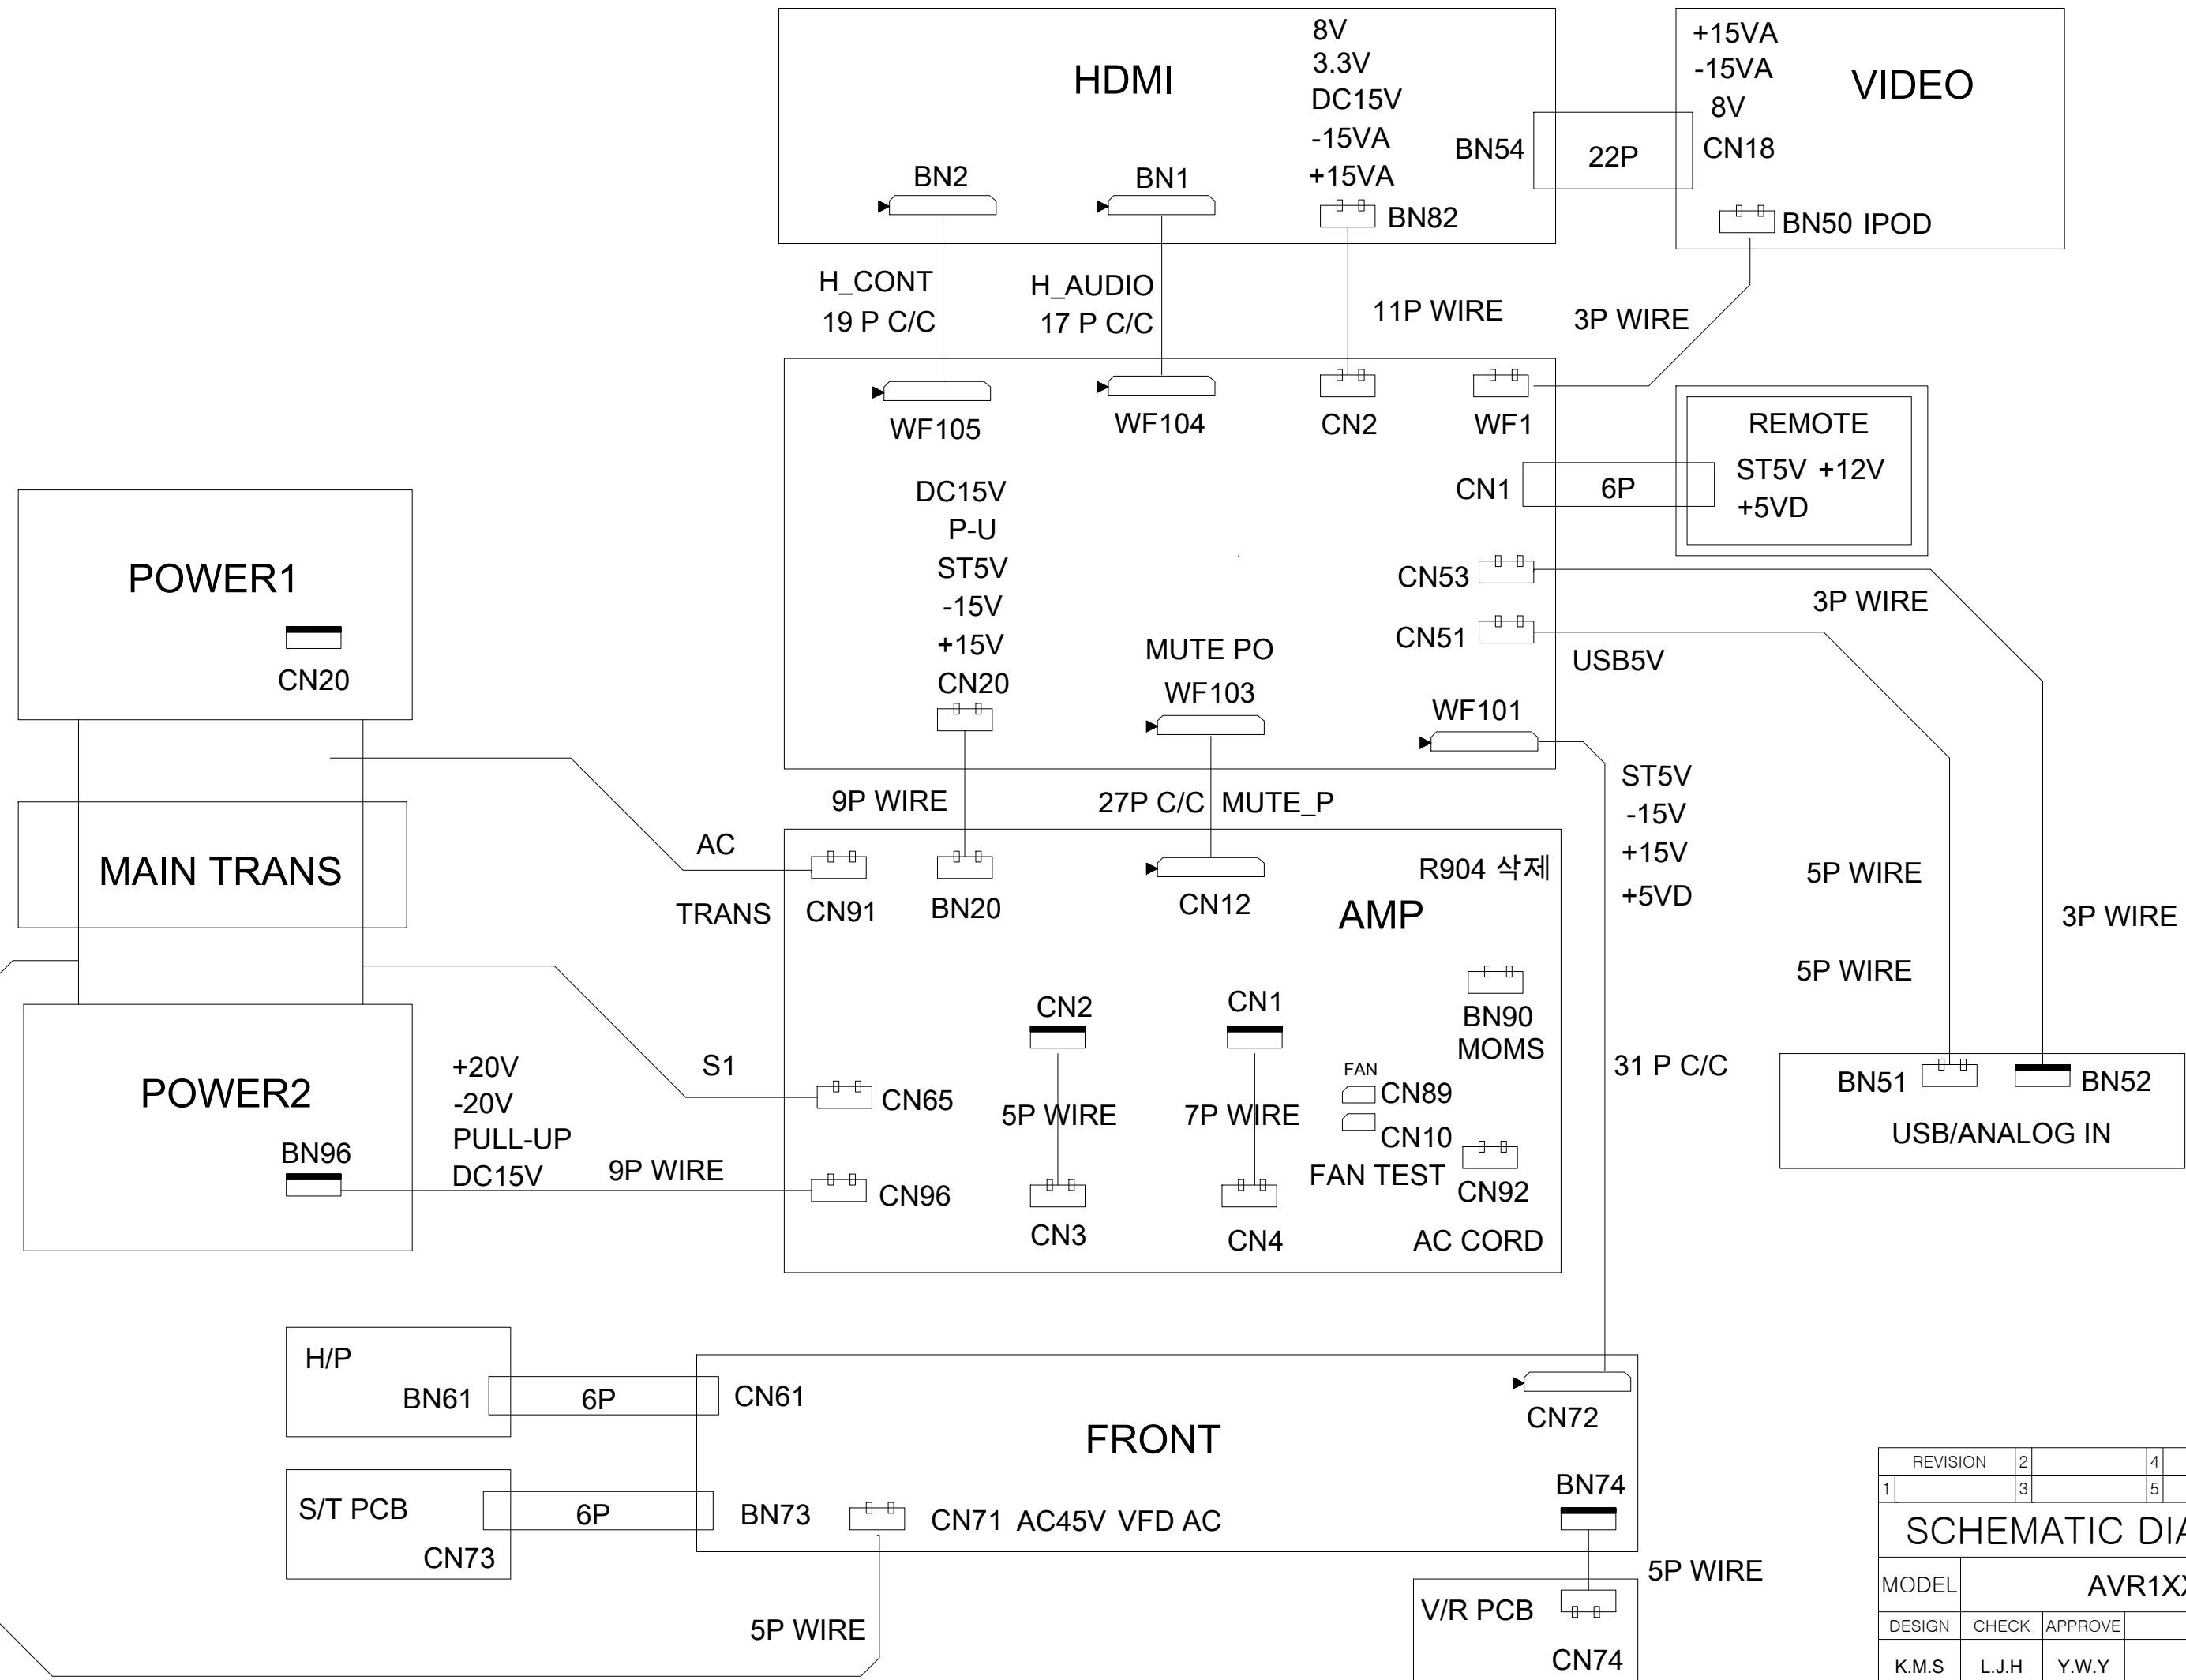 HDMI
8V
3.3V
DC15V
-15VA
+15VA
BN2
BN1
BN82
BN54
22P
+15VA
-15VA
8V
CN18
VIDEO
BN50 IPOD
H_CONT
19 P C/C
H_AUDIO
17 P C/C
11P WIRE
3P WIRE
WF105
WF104
CN2
WF1
CN1
6P
REMOTE
ST5V +12V
+5VD
DC15V
P-U
ST5V
-15V
+15V
CN20
MUTE PO
WF103
CN53
CN51
WF101
3P WIRE
USB5V
POWER1
CN20
MAIN TRANS
POWER2
BN96
AC
TRANS
S1
+20V
-20V
PULL-UP
DC15V
9P WIRE
9P WIRE
27P C/C MUTE_P
CN91
BN20
CN12
R904 삭제
AMP
CN2
CN1
BN90
MOMS
FAN
CN89
CN10
FAN TEST
CN92
AC CORD
CN65
CN96
5P WIRE
7P WIRE
CN3
CN4
ST5V
-15V
+15V
+5VD
31 P C/C
5P WIRE
5P WIRE
3P WIRE
BN51
BN52
USB/ANALOG IN
H/P
BN61
6P
CN61
FRONT
CN72
S/T PCB
CN73
6P
BN73
CN71 AC45V VFD AC
BN74
5P WIRE
5P WIRE
V/R PCB
CN74
REVISION 2 4
1 3 5
SCHEMATIC DIA
MODEL AVR1X
DESIGN CHECK APPROVE
K.M.S L.J.H Y.W.Y